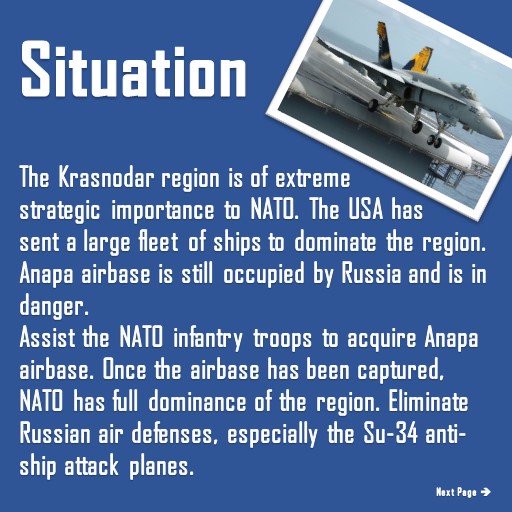 Situation
The Krasnodar region is of extreme
strategic importance to NATO. The USA has
sent a large fleet of ships to dominate the region.
Anapa airbase is still occupied by Russia and is in
danger.
Assist the NATO infantry troops to acquire Anapa
airbase. Once the airbase has been captured,
NATO has full dominance of the region. Eliminate
Russian air defenses, especially the Su-34 anti-
ship attack planes.
Next Page →